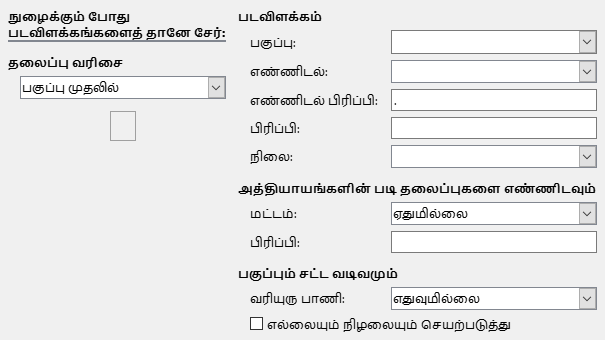 நுழைக்கும் போது
படவிளக்கங்களைத் தானே சேர்:
தலைப்பு வரிசை
பகுப்பு முதலில்
படவிளக்கம்
பகுப்பு:
எண்ணிடல்:
எண்ணிடல் பிரிப்பி: .
பிரிப்பி:
நிலை:
அத்தியாயங்களின் படி தலைப்புகளை எண்ணிடவும்
மட்டம்: ஏதுமில்லை
பிரிப்பி:
பகுப்பும் சட்ட வடிவமும்
வரியுரு பாணி: எதுவுமில்லை
எல்லையும் நிழலையும் செயற்படுத்து